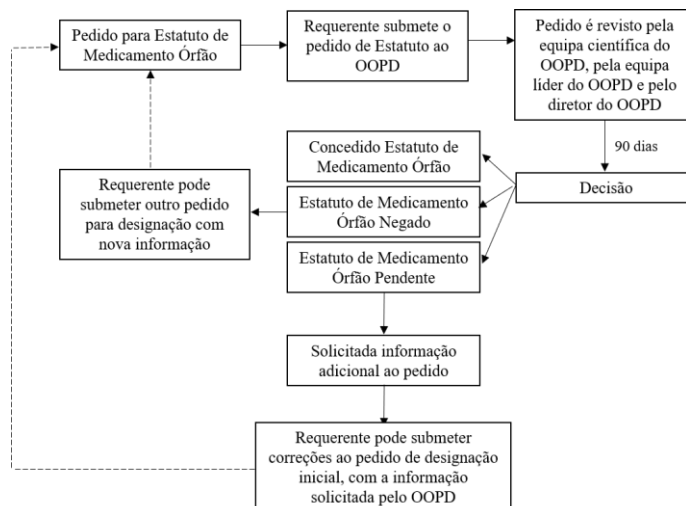 Pedido para Estatuto de
Medicamento Órfão
Requerente submete o
pedido de Estatuto ao
OOPD
Pedido é revisto pela
equipa científica do
OOPD, pela equipa
líder do OOPD e pelo
diretor do OOPD
90 dias
Decisão
Concedido Estatuto de
Medicamento Órfão
Estatuto de Medicamento
Órfão Negado
Estatuto de Medicamento
Órfão Pendente
Requerente pode
submeter outro pedido
para designação com
nova informação
Solicitada informação
adicional ao pedido
Requerente pode submeter
correções ao pedido de designação
inicial, com a informação
solicitada pelo OOPD